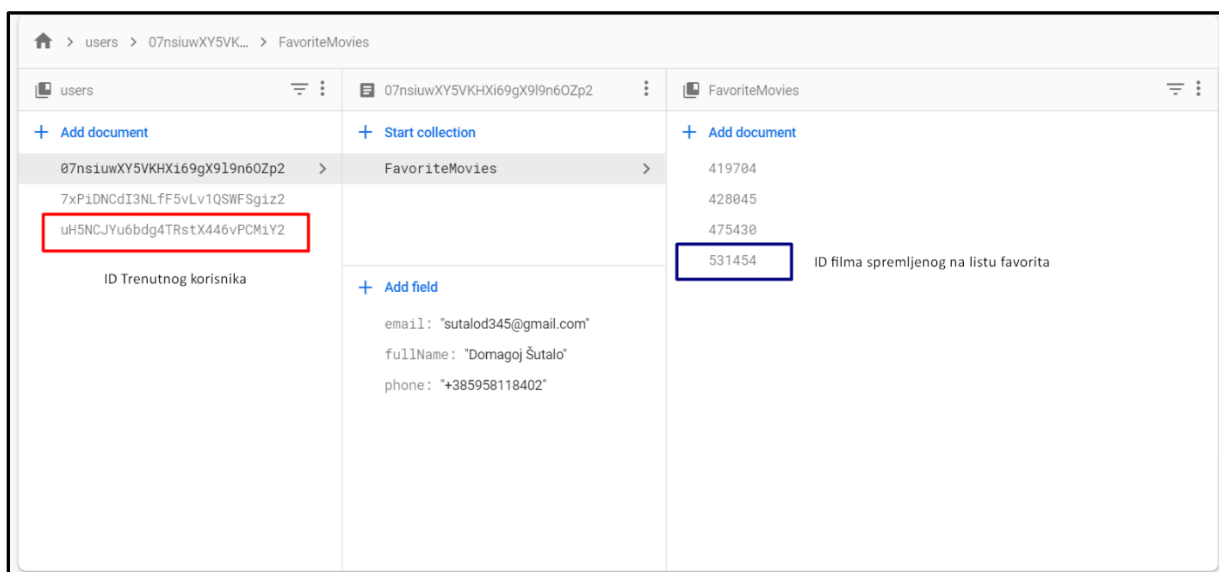 users > 07nsiuwXY5VK... > FavoriteMovies
users
Add document
07nsiuwXY5VKHXi69gX9l9n6OZp2
7xPiDNCdI3NLfF5vLv1QSWFSgiz2
uH5NCJYu6bdg4TRstX446vPCMiY2
ID Trenutnog korisnika
07nsiuwXY5VKHXi69gX9l9n6OZp2
Start collection
FavoriteMovies
Add field
email: "sutalod345@gmail.com"
fullName: "Domagoj Šutalo"
phone: "+385958118402"
FavoriteMovies
Add document
419704
428045
475430
531454
ID filma spremljenog na listu favorita